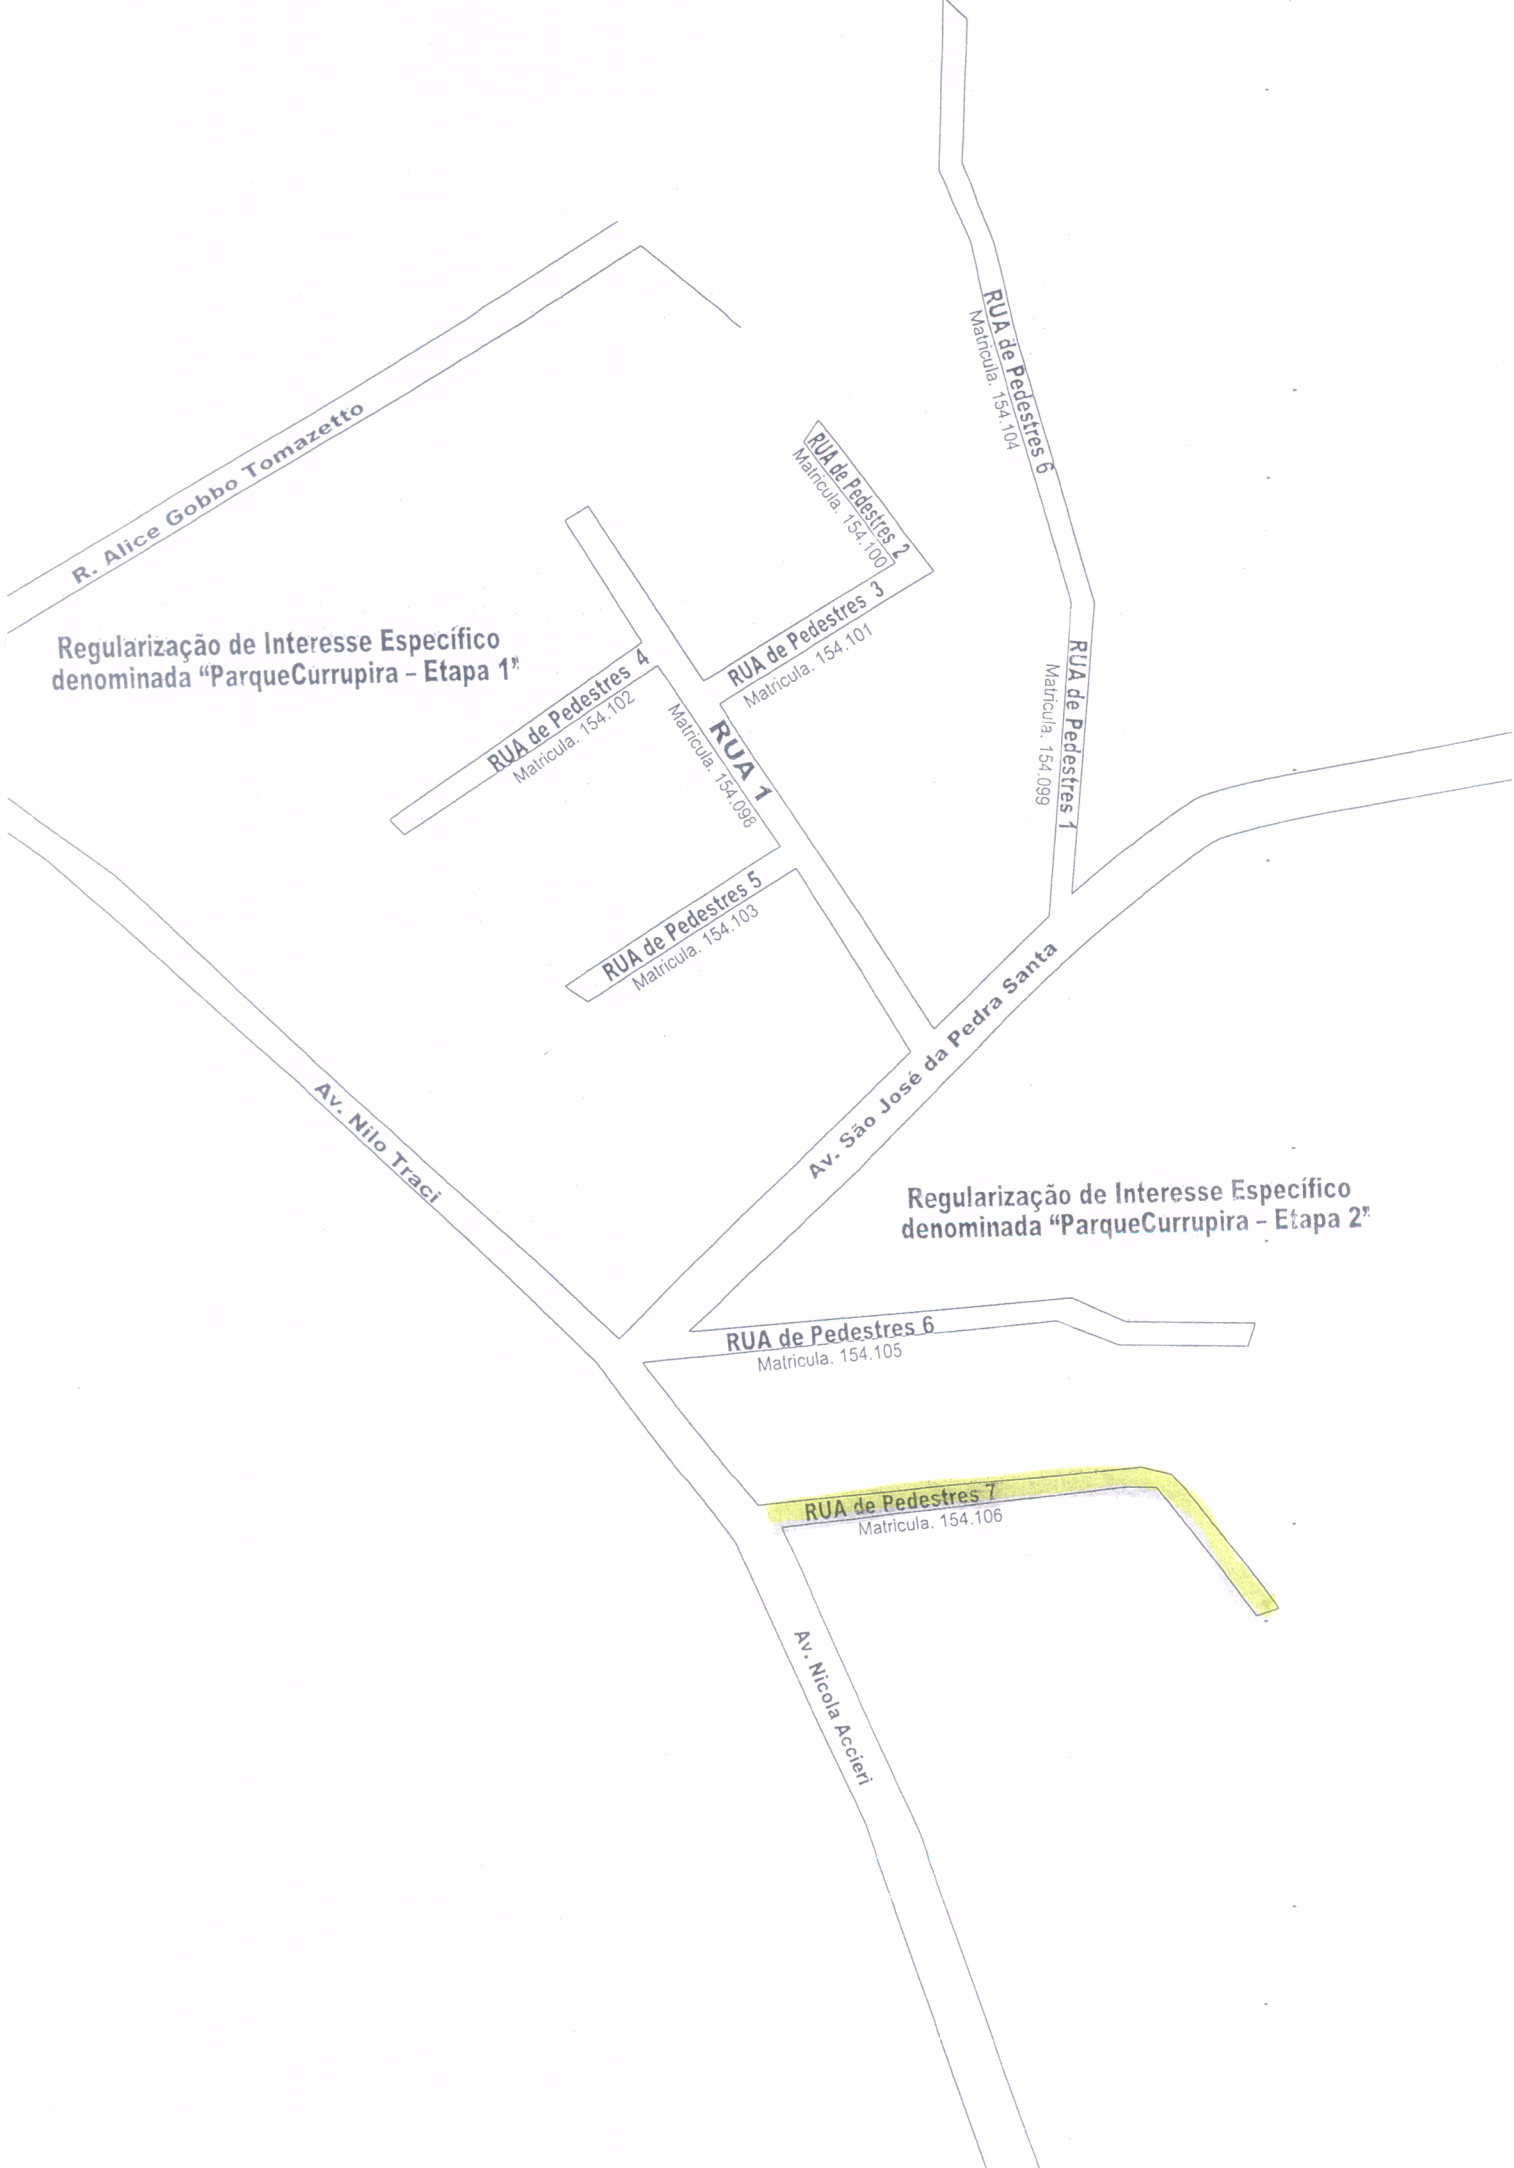 RUA de Pedestres 6
Matricula. 154.104
R. Alice Gobbo Tomazetto
RUA de Pedestres 2
Matricula. 154.100
RUA de Pedestres 3
Matricula. 154.101
Regularização de Interesse Específico
denominada “ParqueCurrupira – Etapa 1”
RUA de Pedestres 4
Matricula. 154.102
RUA 1
Matricula. 154.098
RUA de Pedestres 1
Matricula. 154.099
RUA de Pedestres 5
Matricula. 154.103
Av. São José da Pedra Santa
Av. Nilo Traci
Regularização de Interesse Específico
denominada “ParqueCurrupira – Etapa 2”
RUA de Pedestres 6
Matricula. 154.105
RUA de Pedestres 7
Matricula. 154.106
Av. Nicola Accieri